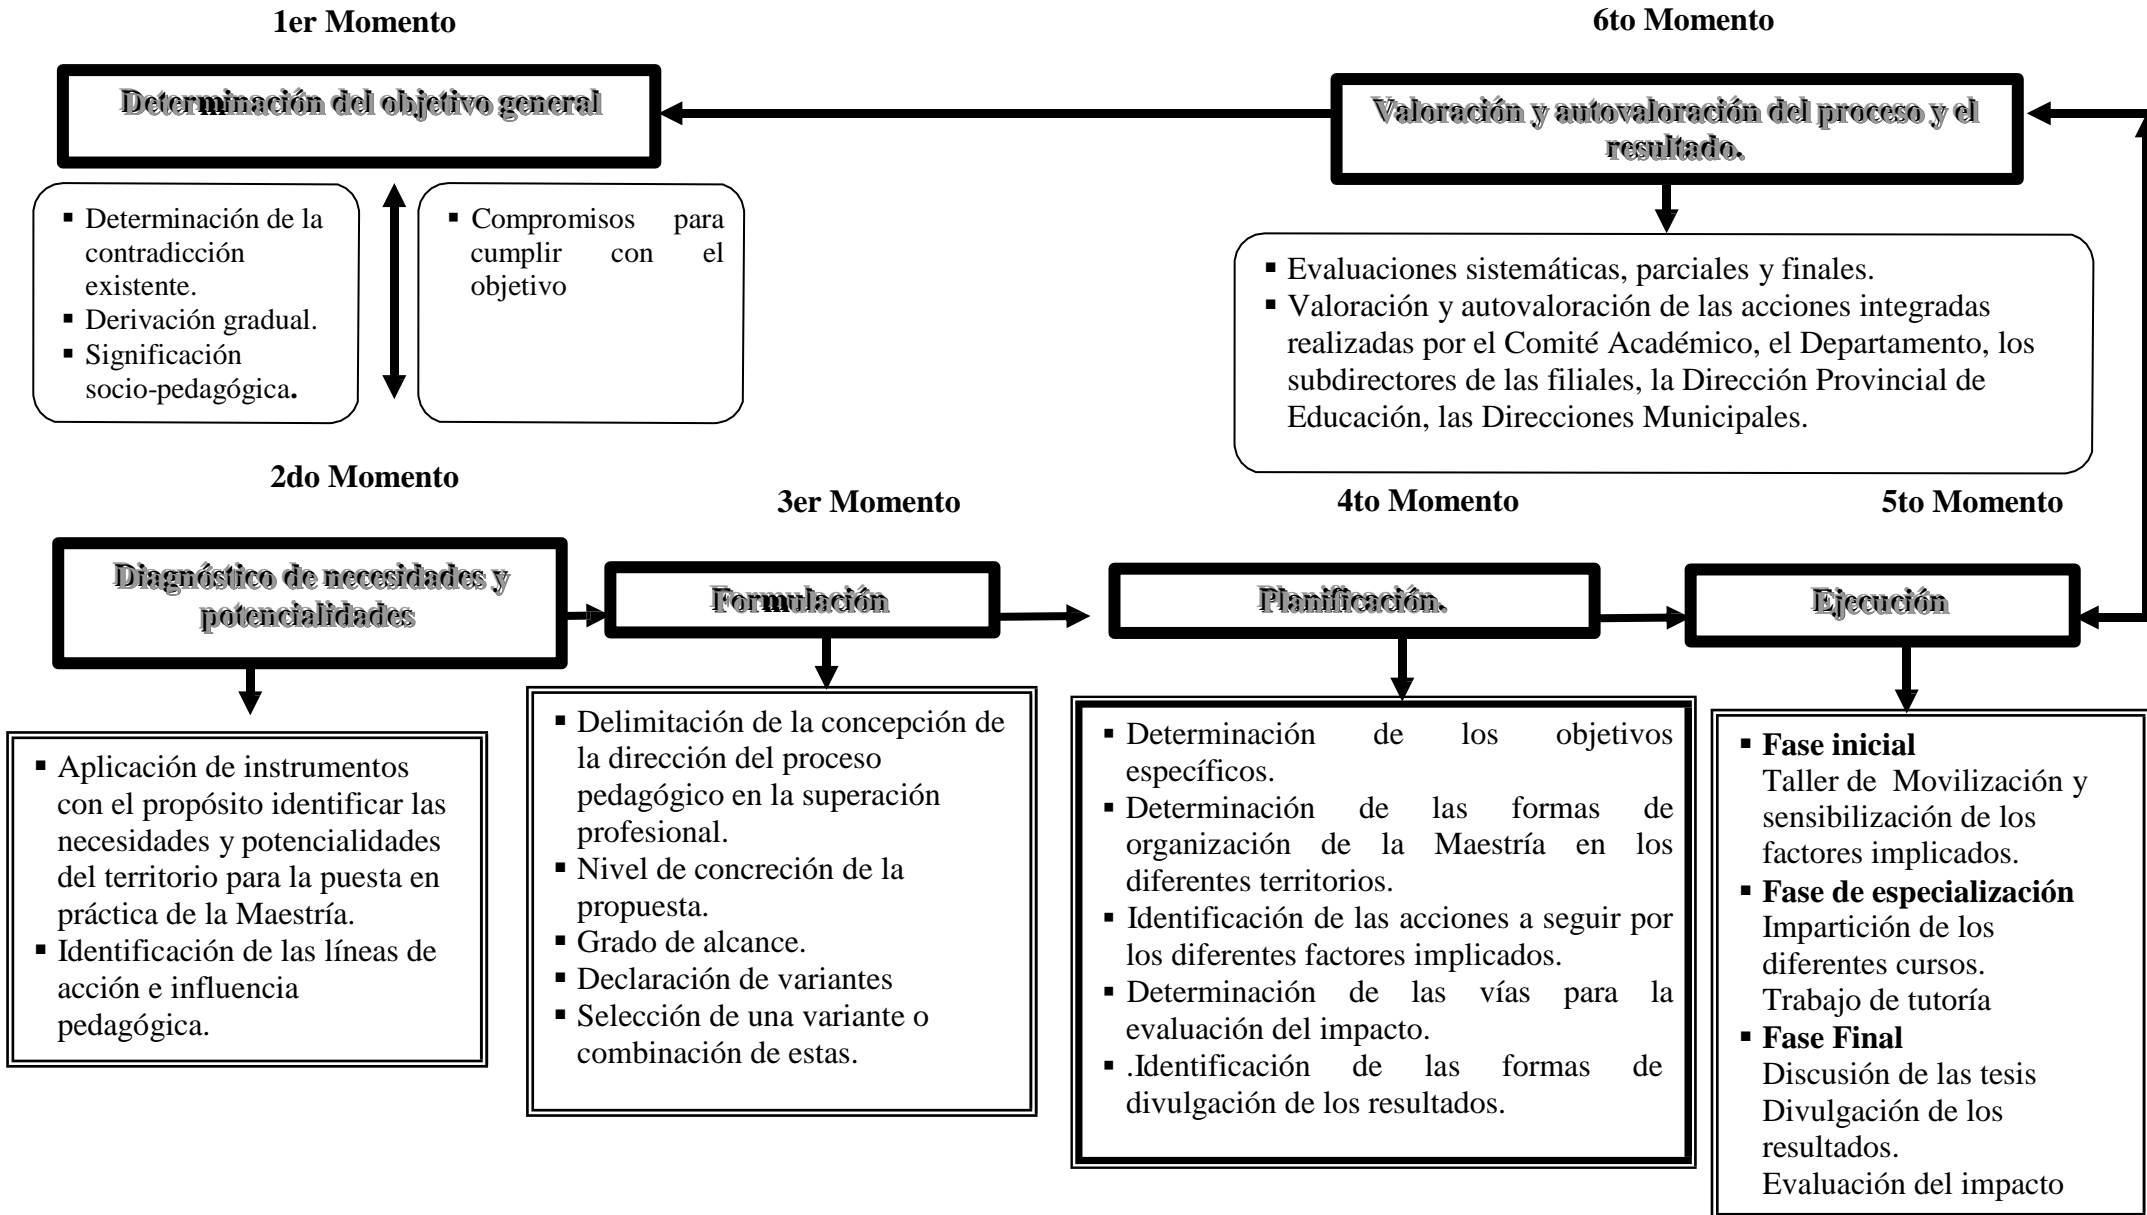 1er Momento
Determinación del objetivo general
▪ Determinación de la
contradicción
existente.
▪ Derivación gradual.
▪ Significación
socio-pedagógica.
▪ Compromisos para
cumplir con el
objetivo
6to Momento
Valoración y autovaloración del proceso y el
resultado.
▪ Evaluaciones sistemáticas, parciales y finales.
▪ Valoración y autovaloración de las acciones integradas
realizadas por el Comité Académico, el Departamento, los
subdirectores de las filiales, la Dirección Provincial de
Educación, las Direcciones Municipales.
2do Momento
Diagnóstico de necesidades y
potencialidades
▪ Aplicación de instrumentos
con el propósito identificar las
necesidades y potencialidades
del territorio para la puesta en
práctica de la Maestría.
▪ Identificación de las líneas de
acción e influencia
pedagógica.
3er Momento
Formulación
▪ Delimitación de la concepción de
la dirección del proceso
pedagógico en la superación
profesional.
▪ Nivel de concreción de la
propuesta.
▪ Grado de alcance.
▪ Declaración de variantes
▪ Selección de una variante o
combinación de estas.
4to Momento
Planificación.
▪ Determinación de los objetivos
específicos.
▪ Determinación de las formas de
organización de la Maestría en los
diferentes territorios.
▪ Identificación de las acciones a seguir por
los diferentes factores implicados.
▪ Determinación de las vías para la
evaluación del impacto.
▪ .Identificación de las formas de
divulgación de los resultados.
5to Momento
Ejecución
▪ Fase inicial
Taller de Movilización y
sensibilización de los
factores implicados.
▪ Fase de especialización
Impartición de los
diferentes cursos.
Trabajo de tutoría
▪ Fase Final
Discusión de las tesis
Divulgación de los
resultados.
Evaluación del impacto